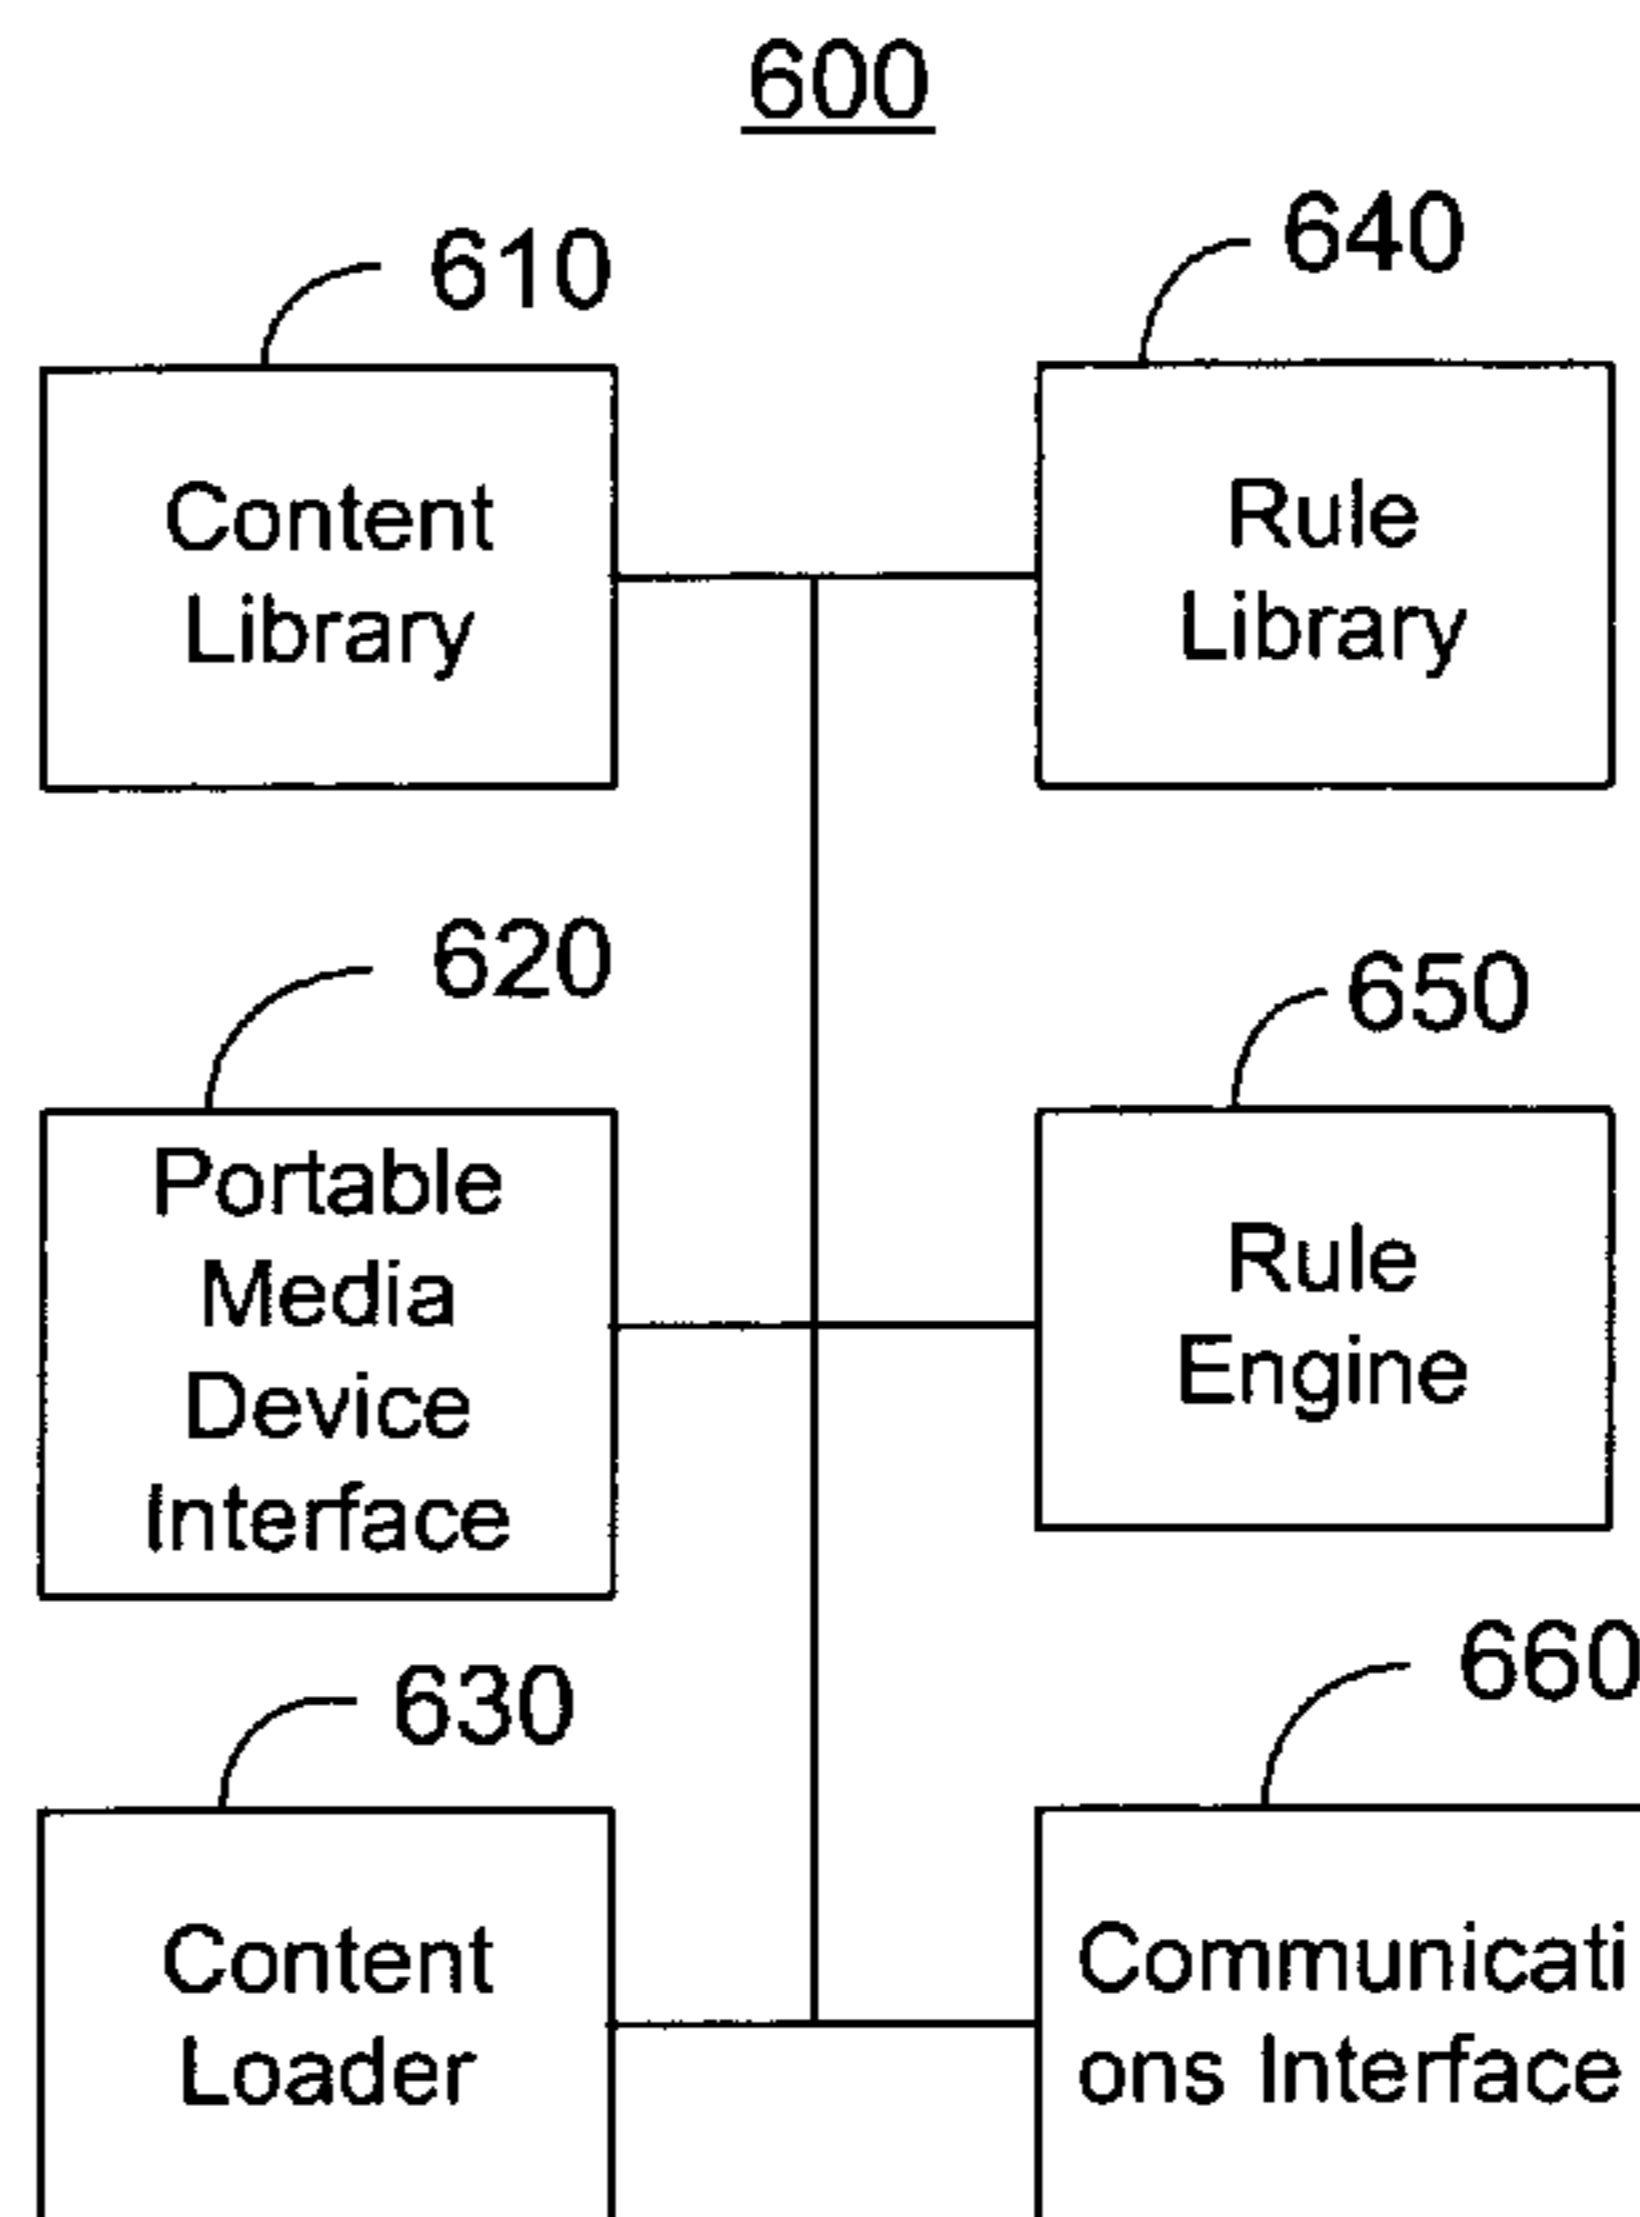 600
610
640
Content
Library
Rule
Library
620
650
Portable
Media
Device
Interface
Rule
Engine
630
660
Content
Loader
Communicati
ons Interface